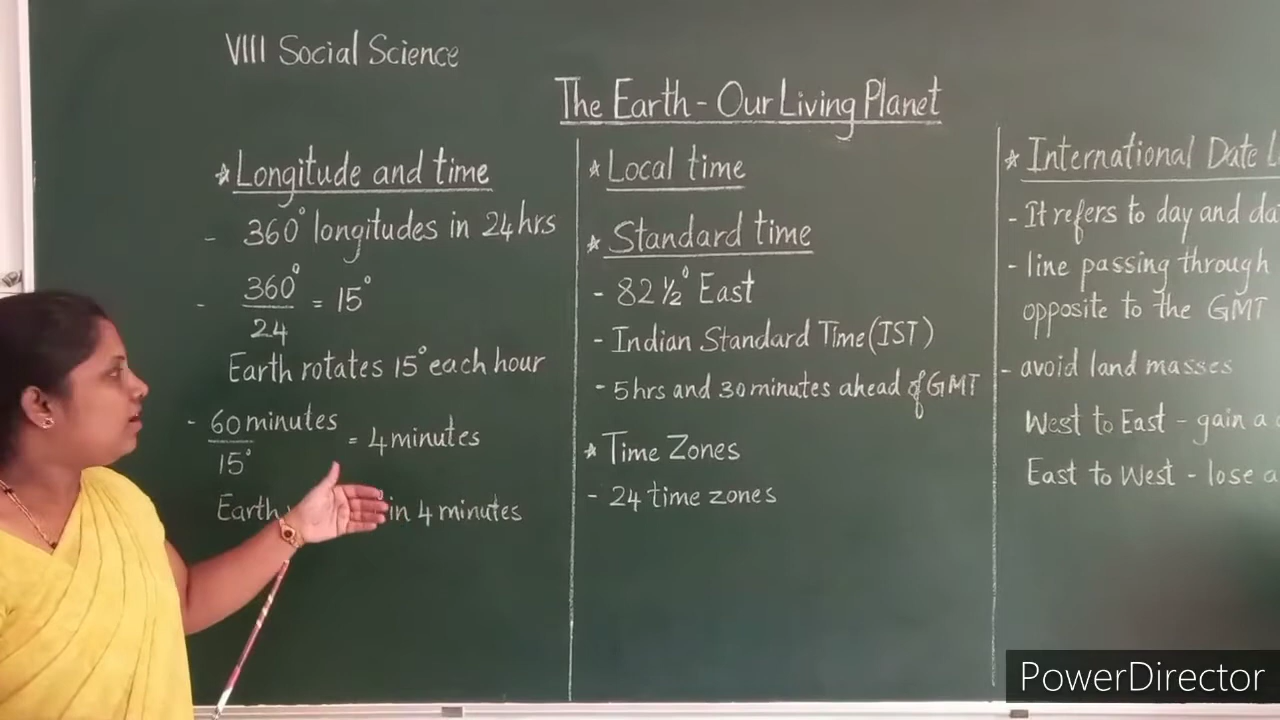 VIII Social Science
The Earth - Our Living Planet
* Longitude and time
- 360° longitudes in 24 hrs
- 360° / 24 = 15°
Earth rotates 15° each hour
- 60 minutes / 15° = 4 minutes
Earth in 4 minutes
* Local time
* Standard time
- 82 ½° East
- Indian Standard Time (IST)
- 5 hrs and 30 minutes ahead of GMT
* Time Zones
- 24 time zones
* International Date
- It refers to day and
- line passing through
opposite to the GMT
- avoid land masses
West to East - gain a
East to West - lose a
PowerDirector